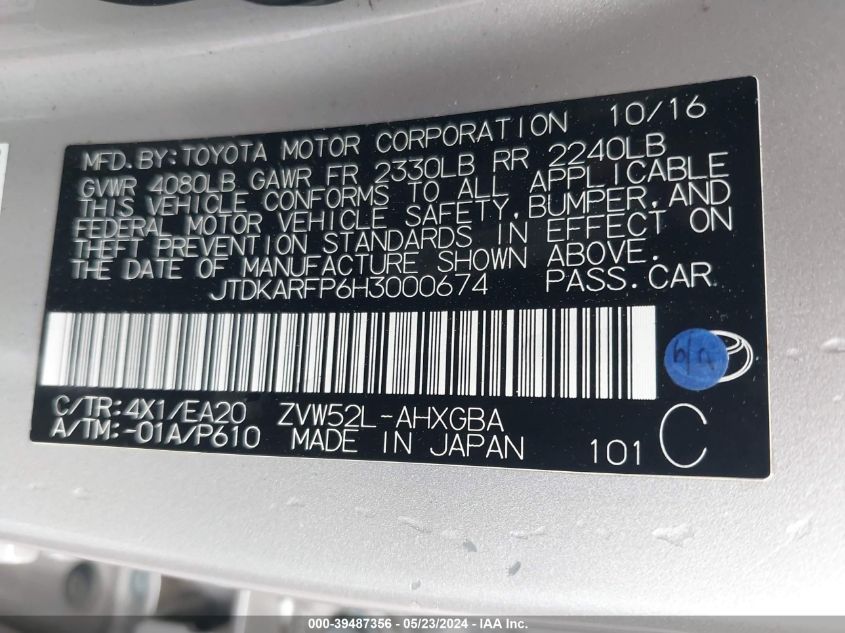 MFD. BY: TOYOTA MOTOR CORPORATION 10/16
GVWR 4080LB GAWR FR 2330LB RR 2240LB
THIS VEHICLE CONFORMS TO ALL APPLICABLE
FEDERAL MOTOR VEHICLE SAFETY, BUMPER, AND
THEFT PREVENTION STANDARDS IN EFFECT ON
THE DATE OF MANUFACTURE SHOWN ABOVE.
JTDKARFP6H3000674 PASS. CAR
C/TR: 4X1/EA20 ZVW52L-AHXGBA
A/TM: -01A/P610 MADE IN JAPAN 101 C
000-39487356 - 05/23/2024 - IAA Inc.